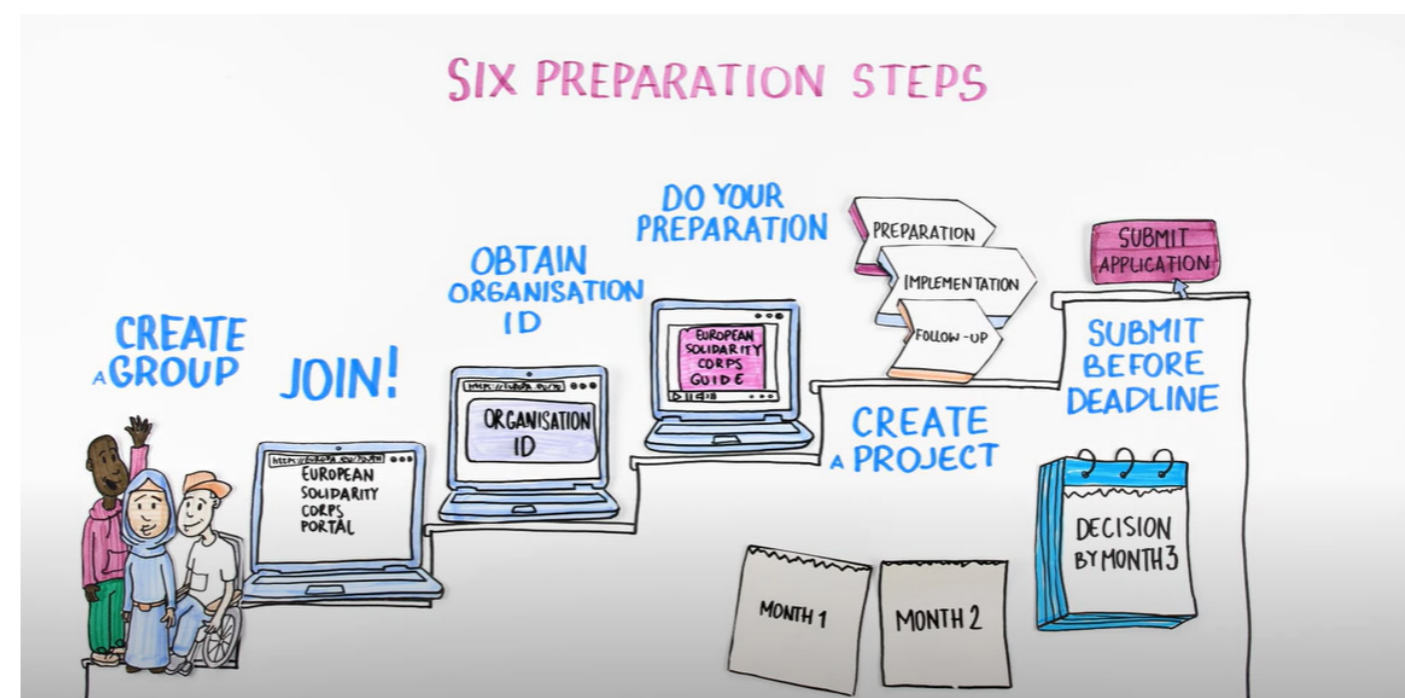 SIX PREPARATION STEPS
CREATE
A GROUP
JOIN!
EUROPEAN
SOLIDARITY
CORPS
PORTAL
OBTAIN
ORGANISATION
ID
ORGANISATION
ID
DO YOUR
PREPARATION
EUROPEAN
SOLIDARITY
CORPS
GUIDE
PREPARATION
IMPLEMENTATION
FOLLOW-UP
CREATE
A PROJECT
SUBMIT
APPLICATION
SUBMIT
BEFORE
DEADLINE
MONTH 1
MONTH 2
DECISION
BY MONTH 3